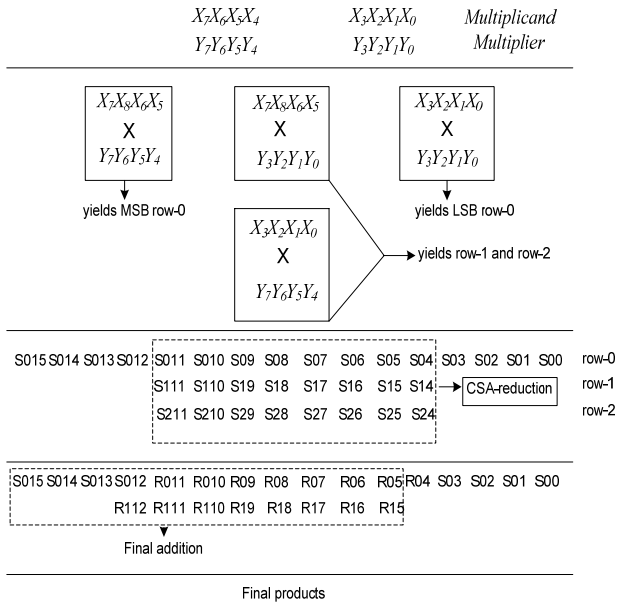 X7X6X5X4 X3X2X1X0 Multiplicand
Y7Y6Y5Y4 Y3Y2Y1Y0 Multiplier
X7X8X6X5 X7X8X6X5 X3X2X1X0
X X X
Y7Y6Y5Y4 Y3Y2Y1Y0 Y3Y2Y1Y0
yields MSB row-0 yields LSB row-0
X3X2X1X0
X
Y7Y6Y5Y4
yields row-1 and row-2
S015 S014 S013 S012 S011 S010 S09 S08 S07 S06 S05 S04 S03 S02 S01 S00 row-0
S111 S110 S19 S18 S17 S16 S15 S14 CSA-reduction row-1
S211 S210 S29 S28 S27 S26 S25 S24 row-2
S015 S014 S013 S012 R011 R010 R09 R08 R07 R06 R05 R04 S03 S02 S01 S00
R112 R111 R110 R19 R18 R17 R16 R15
Final addition
Final products